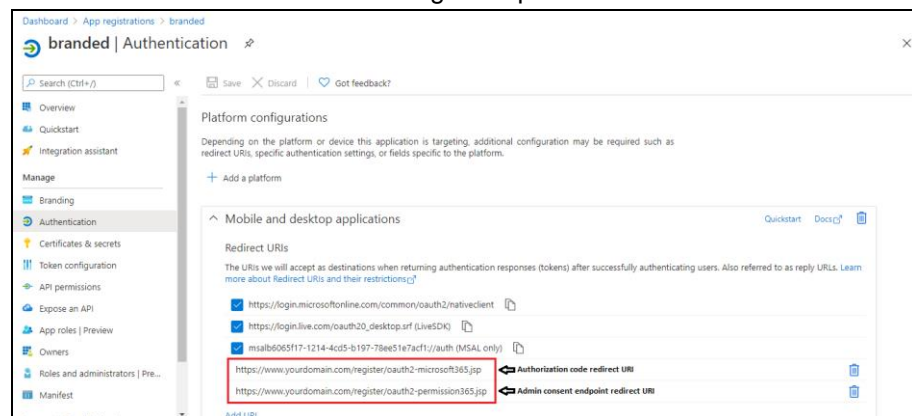 Dashboard > App registrations > branded
branded | Authentication
Search (Ctrl+/)
«
Save
Discard
Got feedback?
Overview
Quickstart
Integration assistant
Manage
Branding
Authentication
Certificates & secrets
Token configuration
API permissions
Expose an API
App roles | Preview
Owners
Roles and administrators | Pre...
Manifest
Platform configurations
Depending on the platform or device this application is targeting, additional configuration may be required such as
redirect URIs, specific authentication settings, or fields specific to the platform.
+ Add a platform
Mobile and desktop applications
Quickstart
Docs
Redirect URIs
The URIs we will accept as destinations when returning authentication responses (tokens) after successfully authenticating users. Also referred to as reply URLs. Learn
more about Redirect URIs and their restrictions
https://login.microsoftonline.com/common/oauth2/nativeclient
https://login.live.com/oauth20_desktop.srf (LiveSDK)
msalb6065f17-1214-4cd5-b197-78ee51e7acf1://auth (MSAL only)
https://www.yourdomain.com/register/oauth2-microsoft365.jsp
Authorization code redirect URI
https://www.yourdomain.com/register/oauth2-permission365.jsp
Admin consent endpoint redirect URI
Add URI